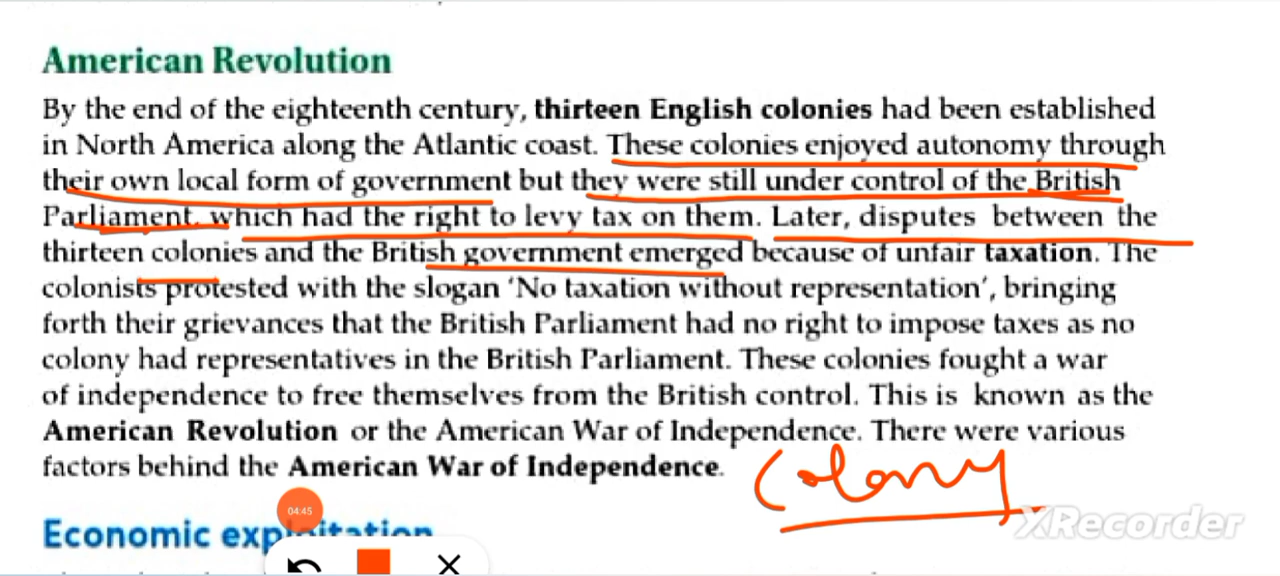 American Revolution
By the end of the eighteenth century, thirteen English colonies had been established
in North America along the Atlantic coast. These colonies enjoyed autonomy through
their own local form of government but they were still under control of the British
Parliament, which had the right to levy tax on them. Later, disputes between the
thirteen colonies and the British government emerged because of unfair taxation. The
colonists protested with the slogan ‘No taxation without representation’, bringing
forth their grievances that the British Parliament had no right to impose taxes as no
colony had representatives in the British Parliament. These colonies fought a war
of independence to free themselves from the British control. This is known as the
American Revolution or the American War of Independence. There were various
factors behind the American War of Independence.
Colony
04:45
XRecorder
Economic exploitation